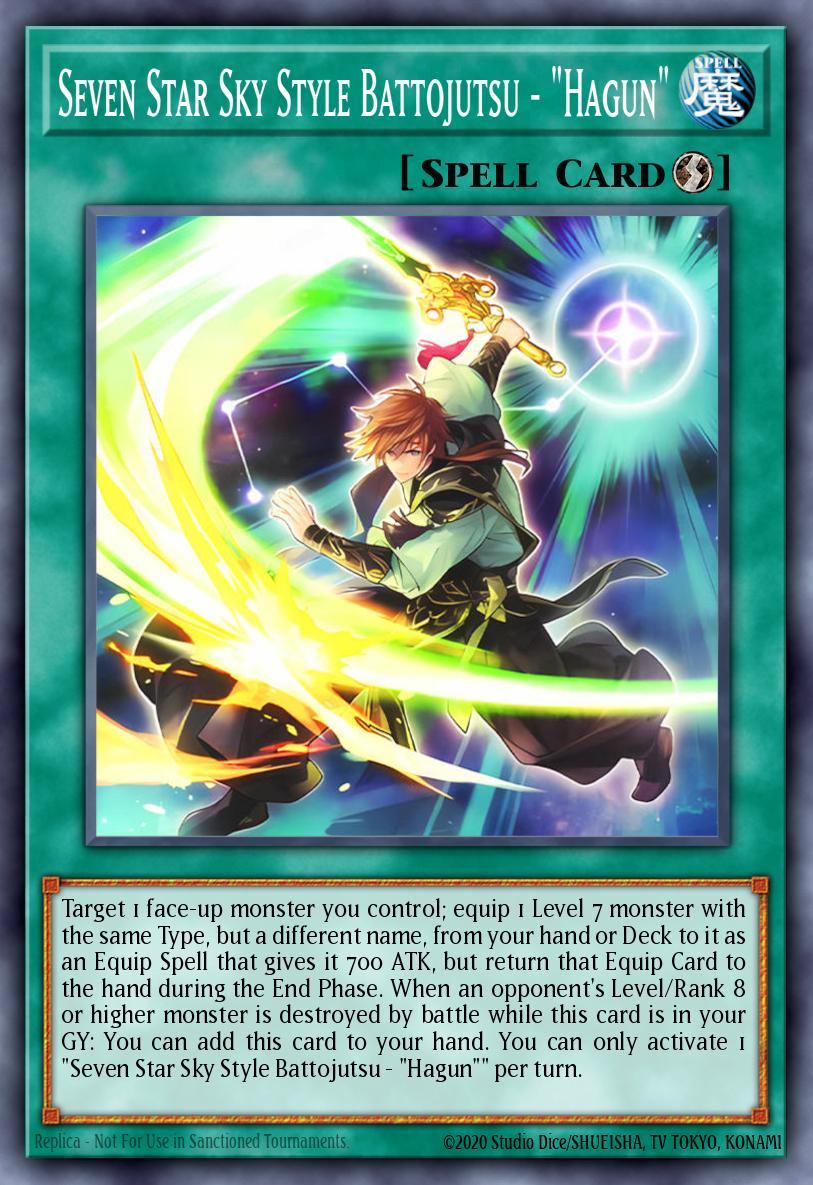 Seven Star Sky Style Battojutsu - "Hagun"
SPELL
魔
[Spell Card]
Target 1 face-up monster you control; equip 1 Level 7 monster with
the same Type, but a different name, from your hand or Deck to it as
an Equip Spell that gives it 700 ATK, but return that Equip Card to
the hand during the End Phase. When an opponent's Level/Rank 8
or higher monster is destroyed by battle while this card is in your
GY: You can add this card to your hand. You can only activate 1
"Seven Star Sky Style Battojutsu - "Hagun"" per turn.
Replica - Not For Use in Sanctioned Tournaments.
©2020 Studio Dice/SHUEISHA, TV TOKYO, KONAMI